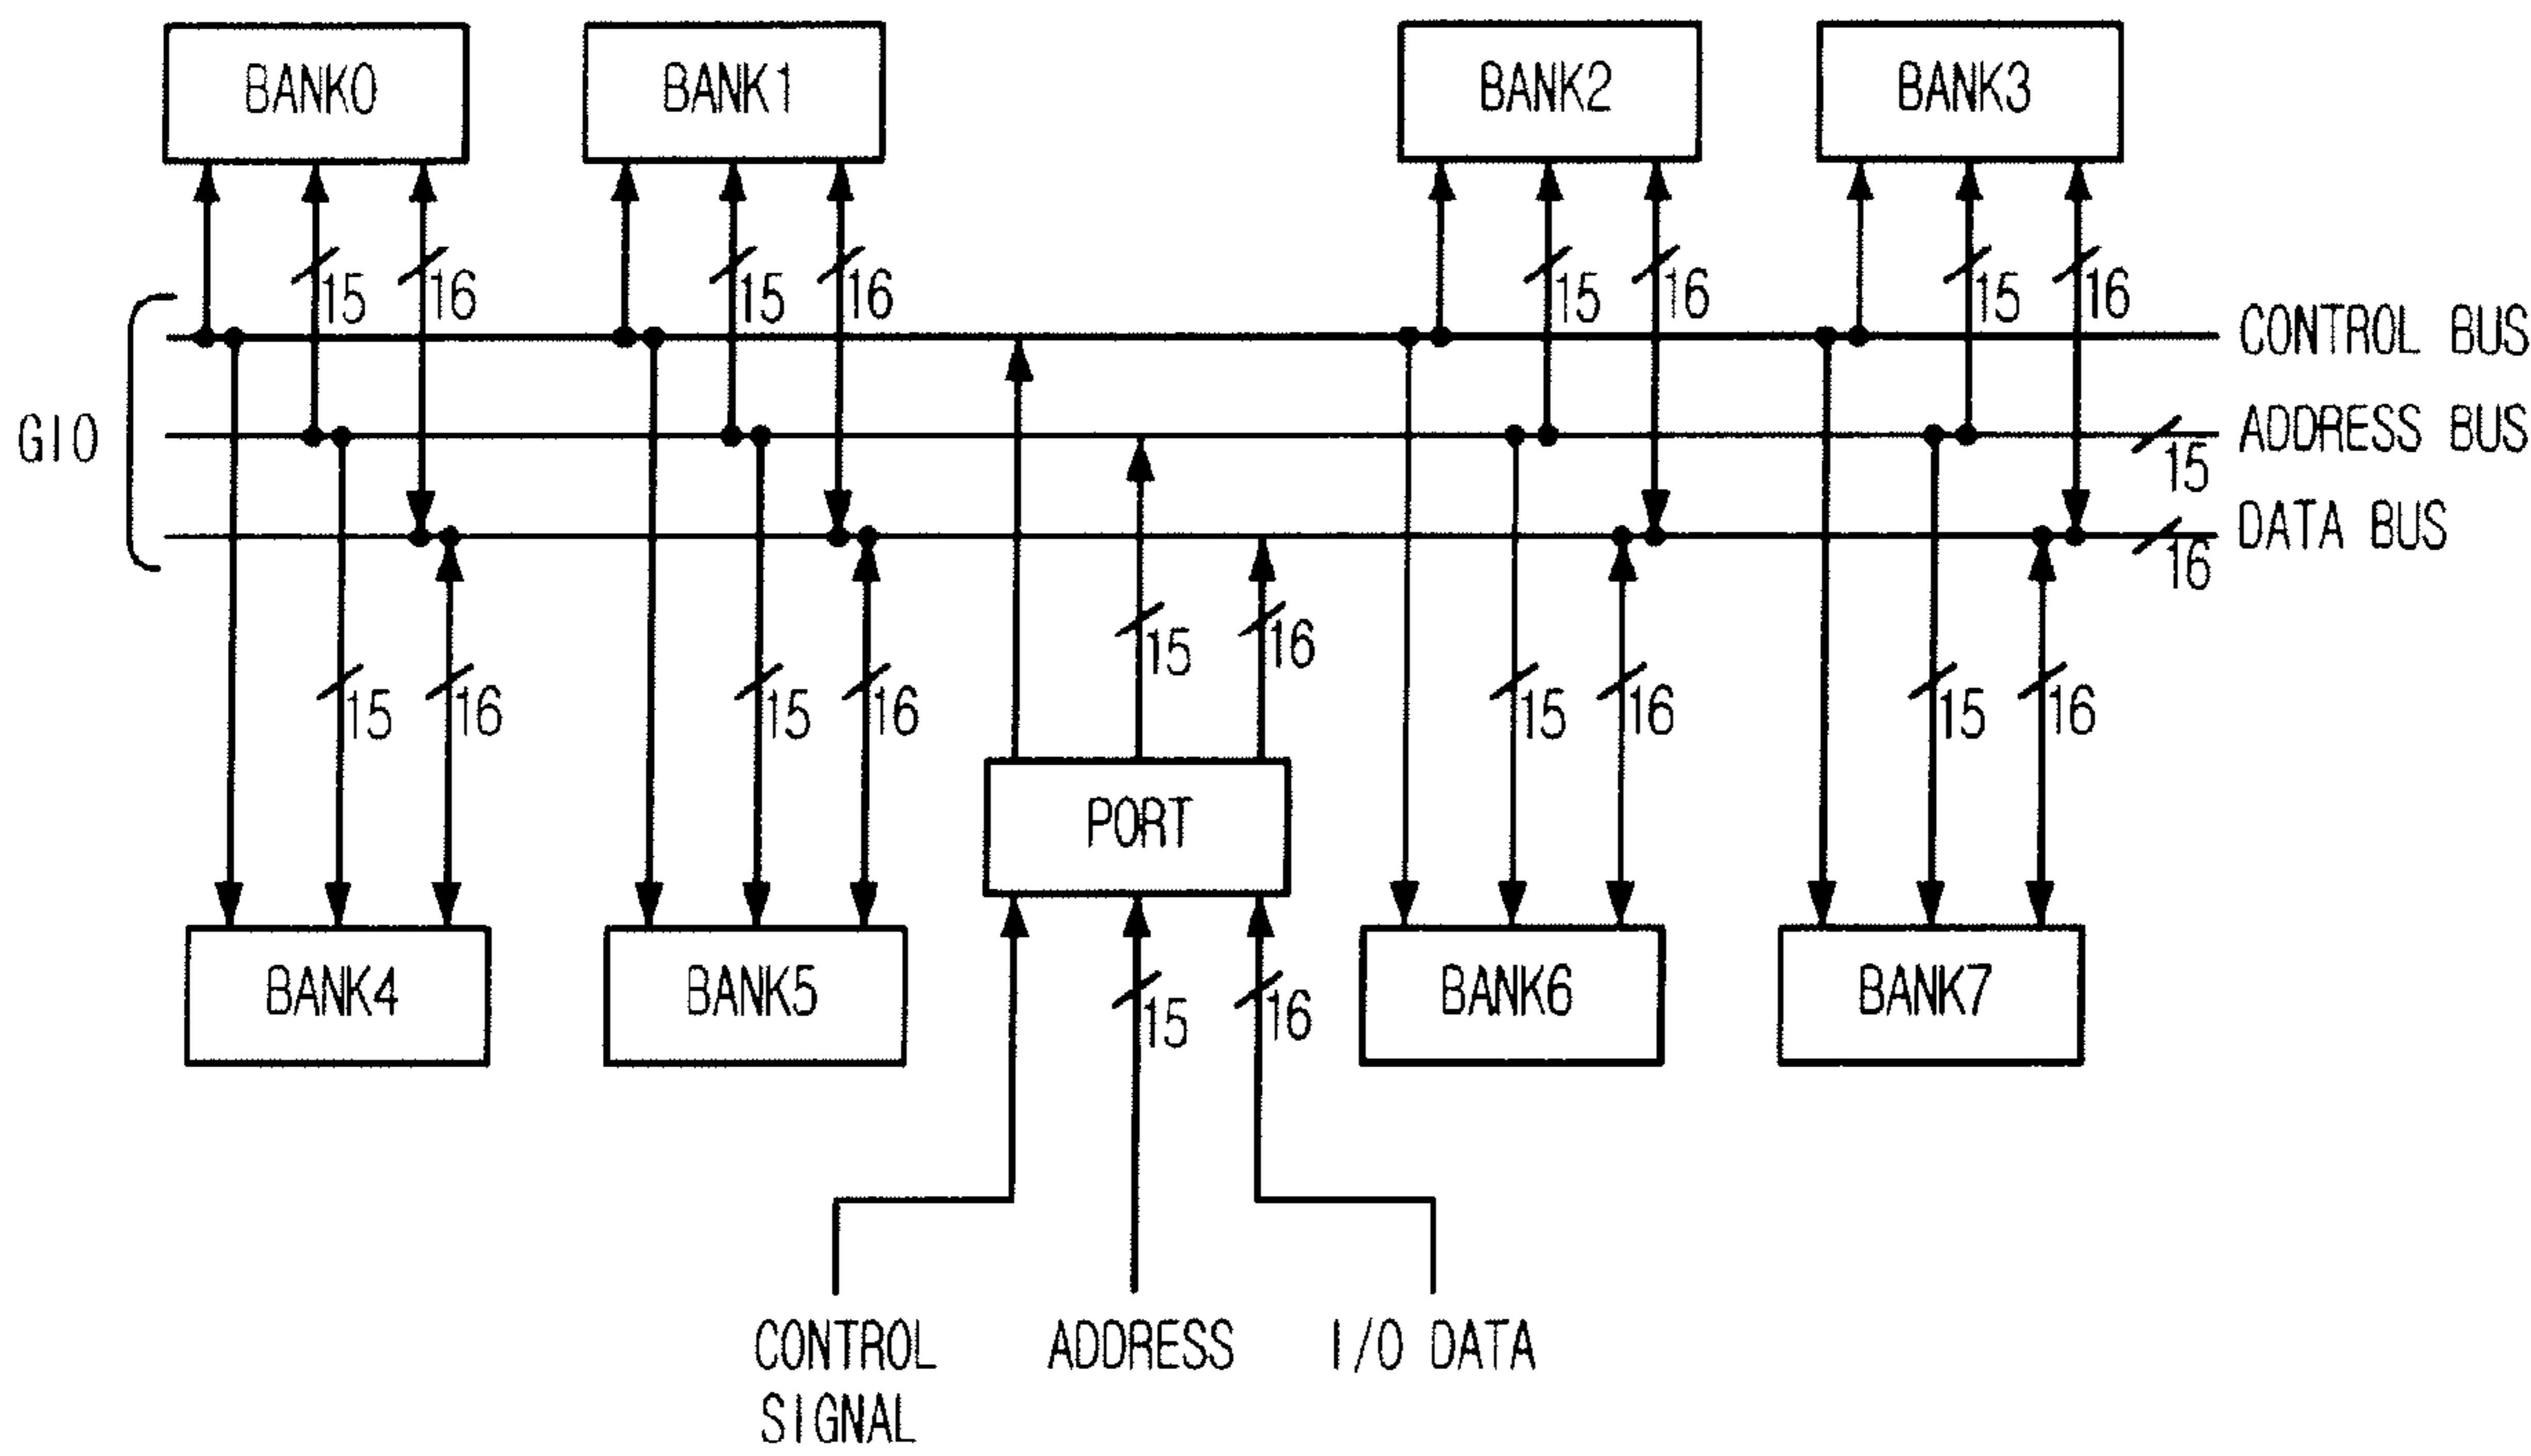 BANK0 BANK1 BANK2 BANK3
15 16 15 16 15 16 15 16
CONTROL BUS
GIO
ADDRESS BUS
15
DATA BUS
16
15 16
15 16 15 16 15 16 15 16
PORT
BANK4 BANK5 BANK6 BANK7
15 16
CONTROL SIGNAL
ADDRESS
I/O DATA